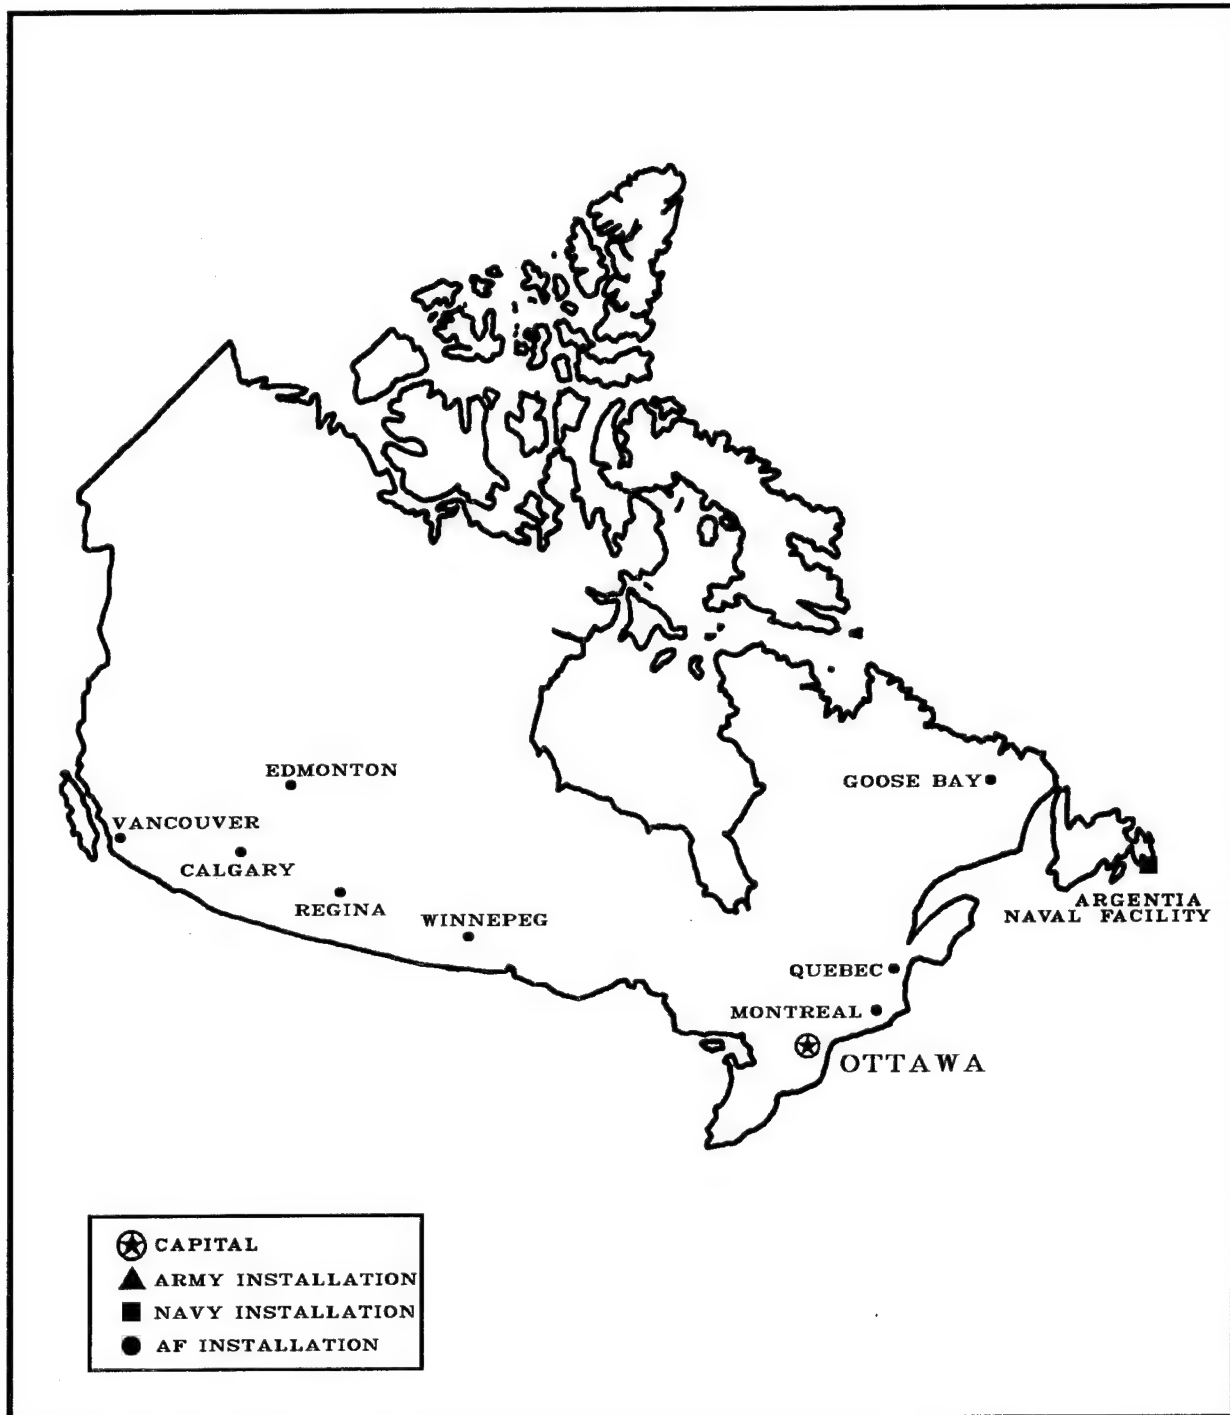 EDMONTON
GOOSE BAY
VANCOUVER
CALGARY
REGINA
WINNEPEG
ARGENTIA
NAVAL FACILITY
QUEBEC
MONTREAL
OTTAWA
CAPITAL
ARMY INSTALLATION
NAVY INSTALLATION
AF INSTALLATION